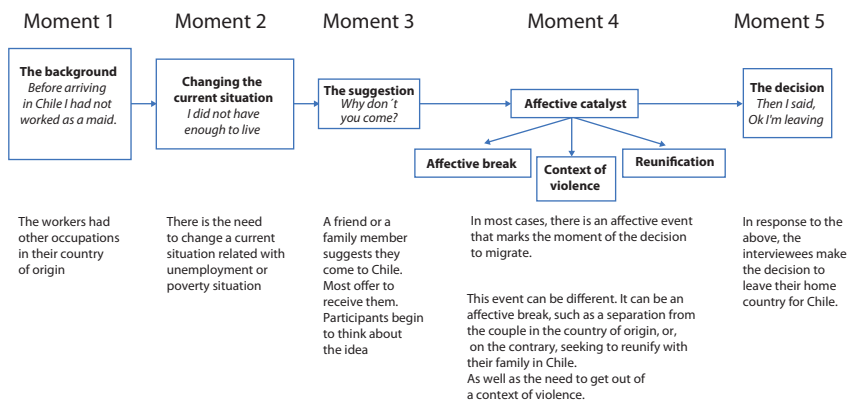 Moment 1
Moment 2
Moment 3
Moment 4
Moment 5
The background
Before arriving
in Chile I had not
worked as a maid.
Changing the
current situation
I did not have
enough to live
The suggestion
Why don´t
you come?
Affective catalyst
Affective break
Context of
violence
Reunification
The decision
Then I said,
Ok I'm leaving
The workers had
other occupations
in their country
of origin
There is the need
to change a current
situation related with
unemployment or
poverty situation
A friend or a
family member
suggests they
come to Chile.
Most offer to
receive them.
Participants begin
to think about
the idea
In most cases, there is an affective event
that marks the moment of the decision
to migrate.
This event can be different. It can be an
affective break, such as a separation from
the couple in the country of origin, or,
on the contrary, seeking to reunify with
their family in Chile.
As well as the need to get out of
a context of violence.
In response to the
above, the
interviewees make
the decision to
leave their home
country for Chile.